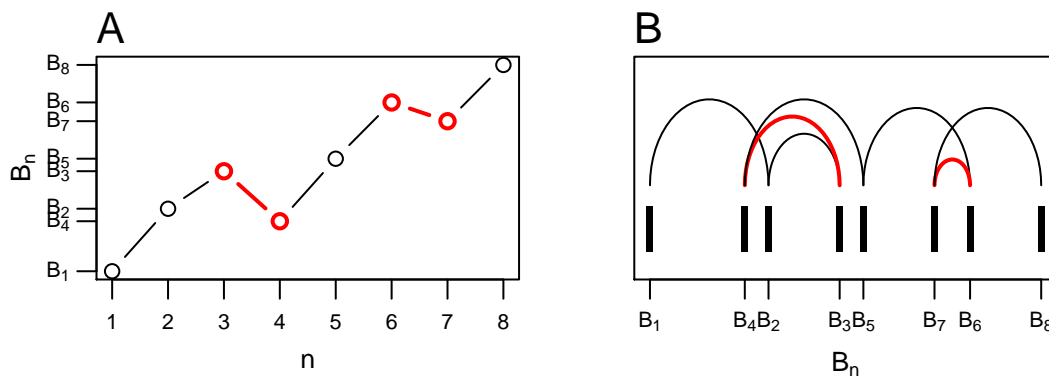 A
B₈
B₆
B₇
B₅
B₃
B₂
B₄
B₁
Bₙ
1 2 3 4 5 6 7 8
n
B
B₁ B₄ B₂ B₃ B₅ B₇ B₆ B₈
Bₙ